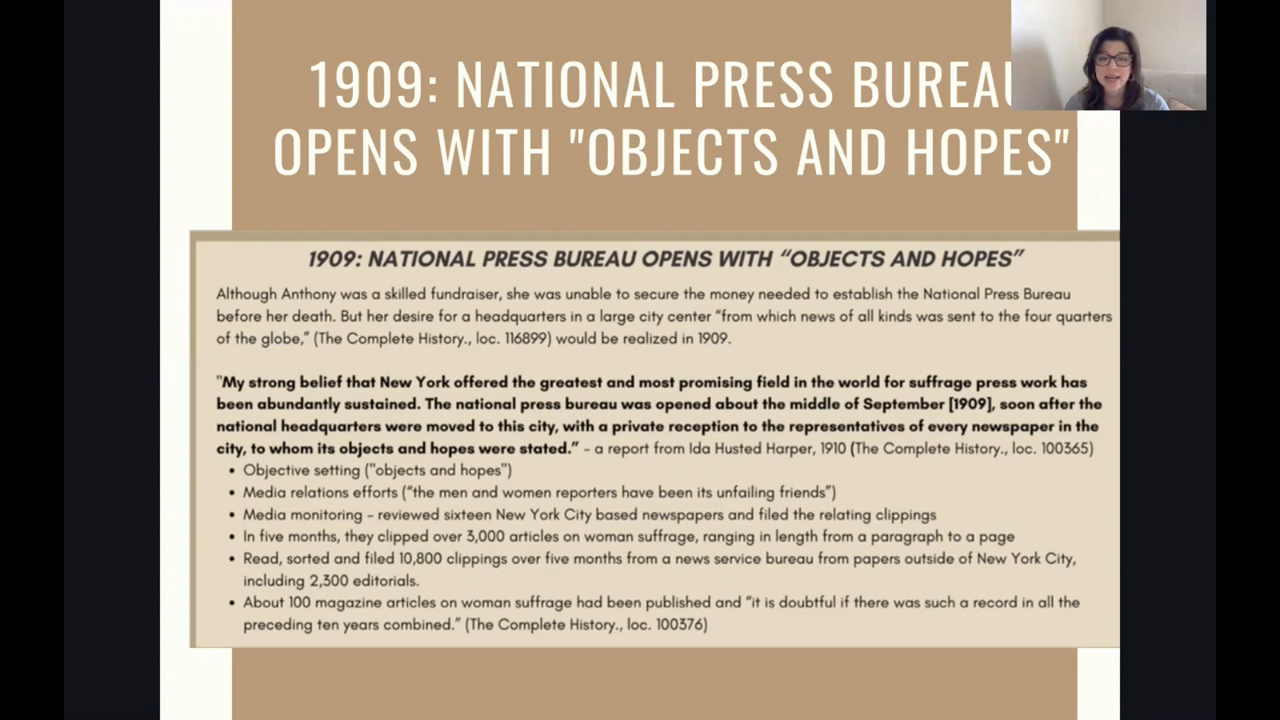 1909: NATIONAL PRESS BUREAU
OPENS WITH "OBJECTS AND HOPES"
1909: NATIONAL PRESS BUREAU OPENS WITH “OBJECTS AND HOPES”
Although Anthony was a skilled fundraiser, she was unable to secure the money needed to establish the National Press Bureau
before her death. But her desire for a headquarters in a large city center “from which news of all kinds was sent to the four quarters
of the globe,” (The Complete History., loc. 116899) would be realized in 1909.
"My strong belief that New York offered the greatest and most promising field in the world for suffrage press work has
been abundantly sustained. The national press bureau was opened about the middle of September [1909], soon after the
national headquarters were moved to this city, with a private reception to the representatives of every newspaper in the
city, to whom its objects and hopes were stated.” – a report from Ida Husted Harper, 1910 (The Complete History., loc. 100365)
• Objective setting ("objects and hopes")
• Media relations efforts (“the men and women reporters have been its unfailing friends”)
• Media monitoring – reviewed sixteen New York City based newspapers and filed the relating clippings
• In five months, they clipped over 3,000 articles on woman suffrage, ranging in length from a paragraph to a page
• Read, sorted and filed 10,800 clippings over five months from a news service bureau from papers outside of New York City,
including 2,300 editorials.
• About 100 magazine articles on woman suffrage had been published and “it is doubtful if there was such a record in all the
preceding ten years combined.” (The Complete History., loc. 100376)